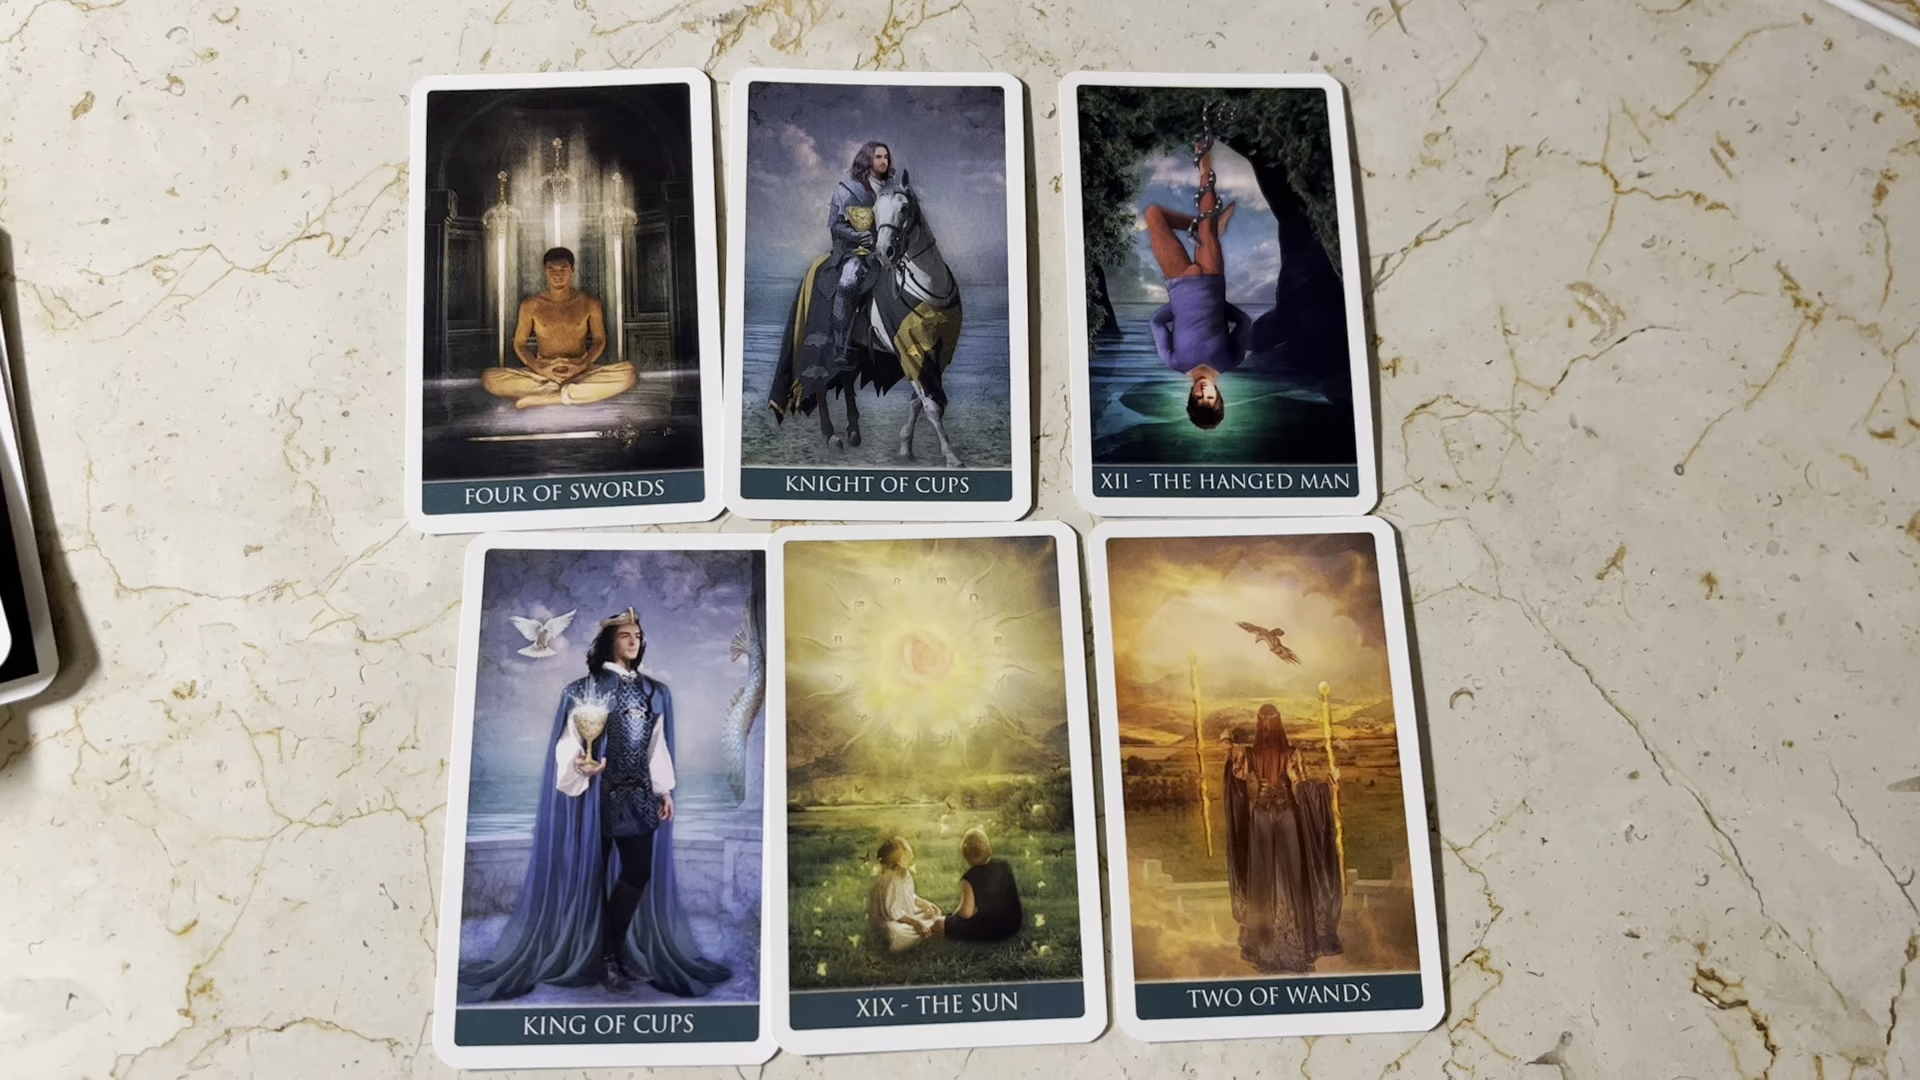 FOUR OF SWORDS
KNIGHT OF CUPS
XII - THE HANGED MAN
KING OF CUPS
XIX - THE SUN
TWO OF WANDS